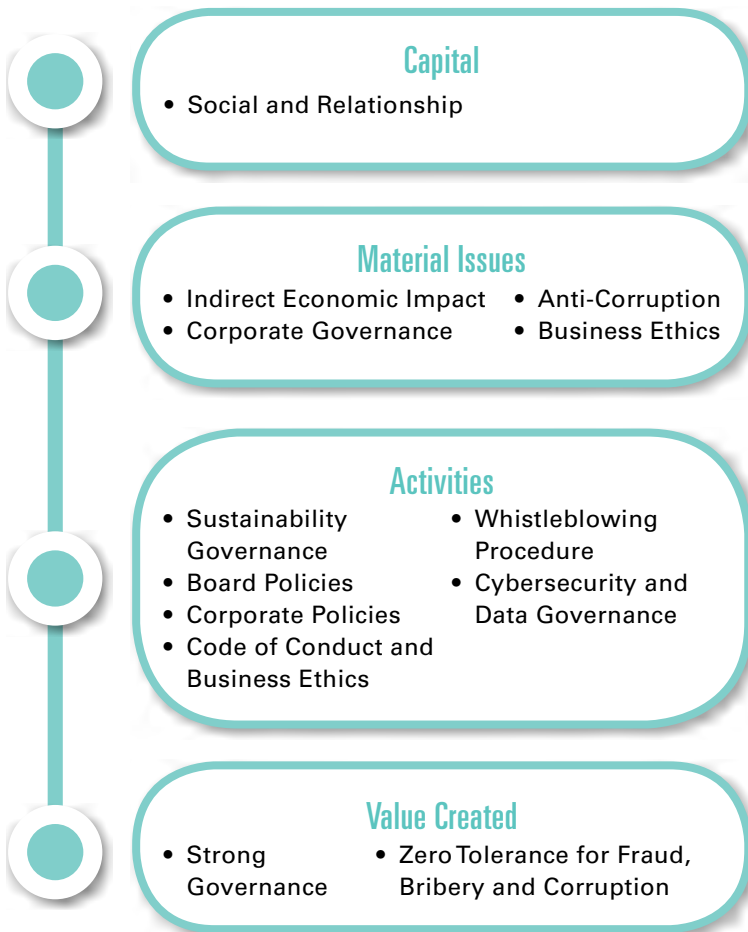 Capital
• Social and Relationship
Material Issues
• Indirect Economic Impact
• Corporate Governance
• Anti-Corruption
• Business Ethics
Activities
• Sustainability
Governance
• Board Policies
• Corporate Policies
• Code of Conduct and
Business Ethics
• Whistleblowing
Procedure
• Cybersecurity and
Data Governance
Value Created
• Strong
Governance
• Zero Tolerance for Fraud,
Bribery and Corruption